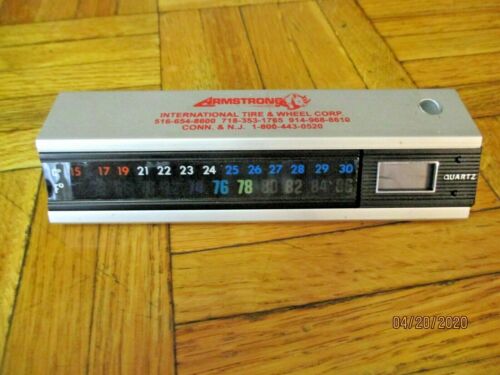 ARMSTRONG
INTERNATIONAL TIRE & WHEEL CORP.
516-654-8600 718-353-1765 914-968-8610
CONN. & N.J. 1-800-443-0520
15 17 19 21 22 23 24 25 26 27 28 29 30
74 76 78 80 82 84 86
QUARTZ
04/20/2020